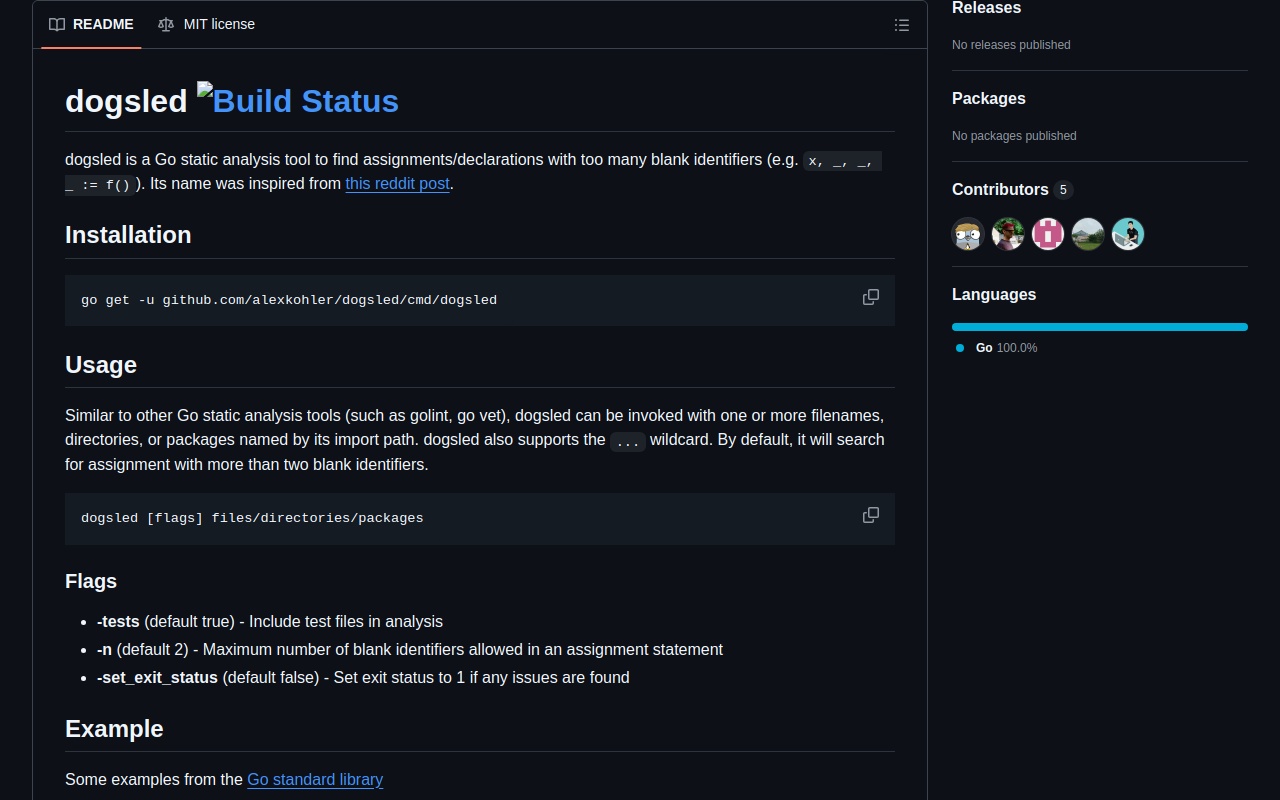 README
MIT license
dogsled Build Status
dogsled is a Go static analysis tool to find assignments/declarations with too many blank identifiers (e.g. x, _, _,
_ := f()). Its name was inspired from this reddit post.
Installation
go get -u github.com/alexkohler/dogsled/cmd/dogsled
Usage
Similar to other Go static analysis tools (such as golint, go vet), dogsled can be invoked with one or more filenames,
directories, or packages named by its import path. dogsled also supports the ... wildcard. By default, it will search
for assignment with more than two blank identifiers.
dogsled [flags] files/directories/packages
Flags
-tests (default true) - Include test files in analysis
-n (default 2) - Maximum number of blank identifiers allowed in an assignment statement
-set_exit_status (default false) - Set exit status to 1 if any issues are found
Example
Some examples from the Go standard library
Releases
No releases published
Packages
No packages published
Contributors 5
Languages
Go 100.0%